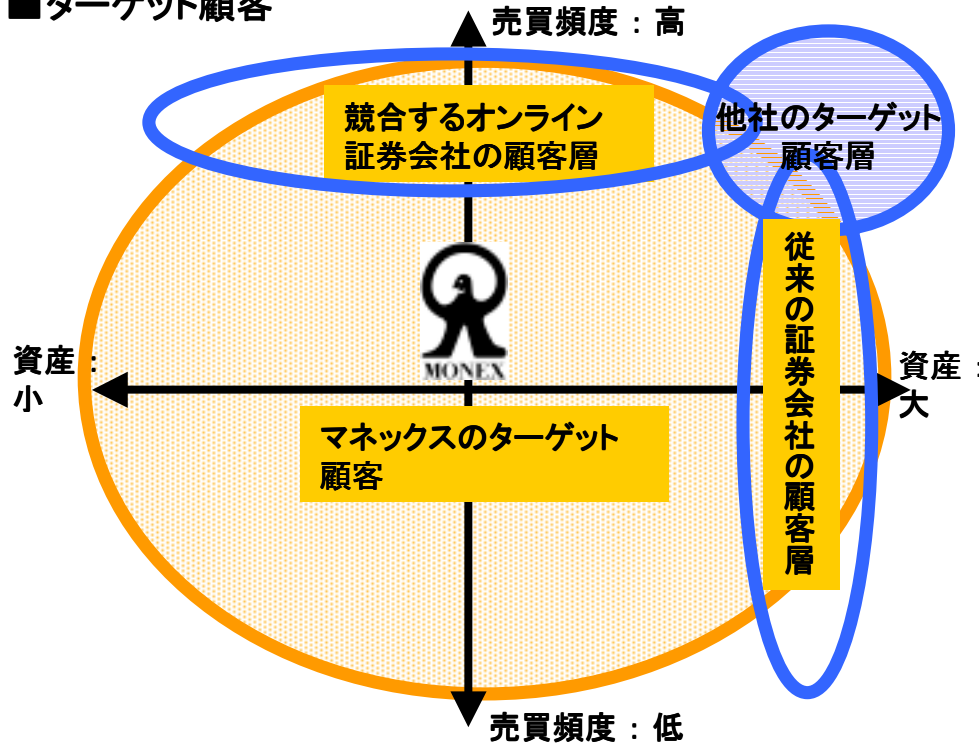 ■ターゲット顧客
売買頻度：高
競合するオンライン
証券会社の顧客層
他社のターゲット
顧客層
従来の証券会社の顧客層
MONEX
資産：
小
資産：
大
マネックスのターゲット
顧客
売買頻度：低